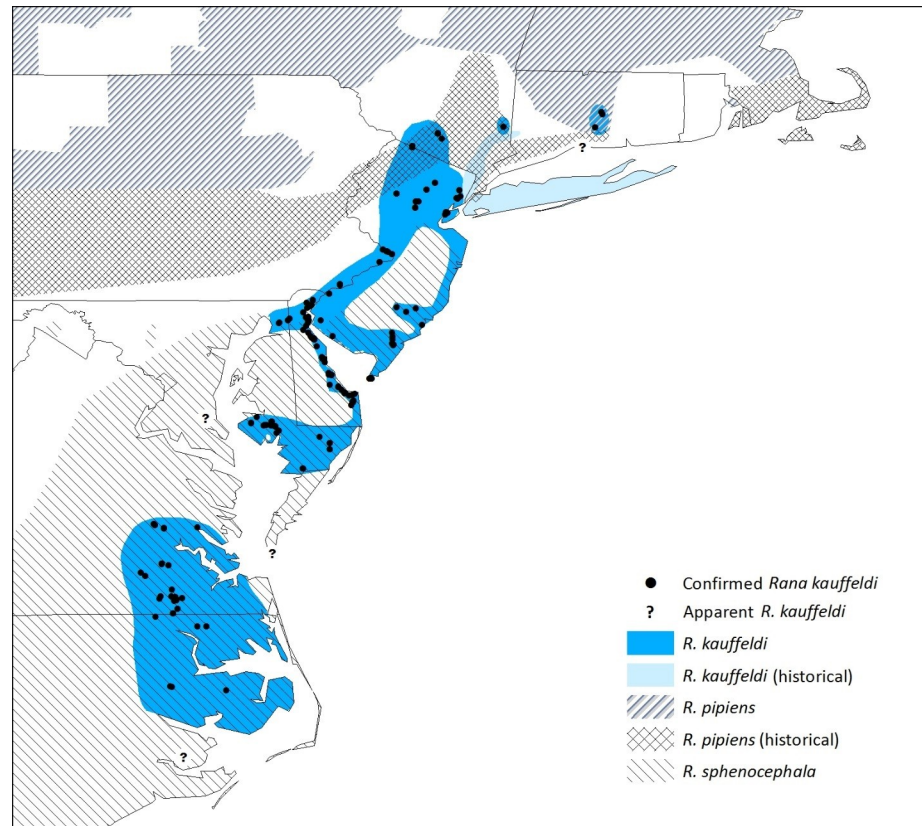 ?
?
?
● Confirmed Rana kauffeldi
? Apparent R. kauffeldi
R. kauffeldi
R. kauffeldi (historical)
R. pipiens
R. pipiens (historical)
R. sphenocephala
?